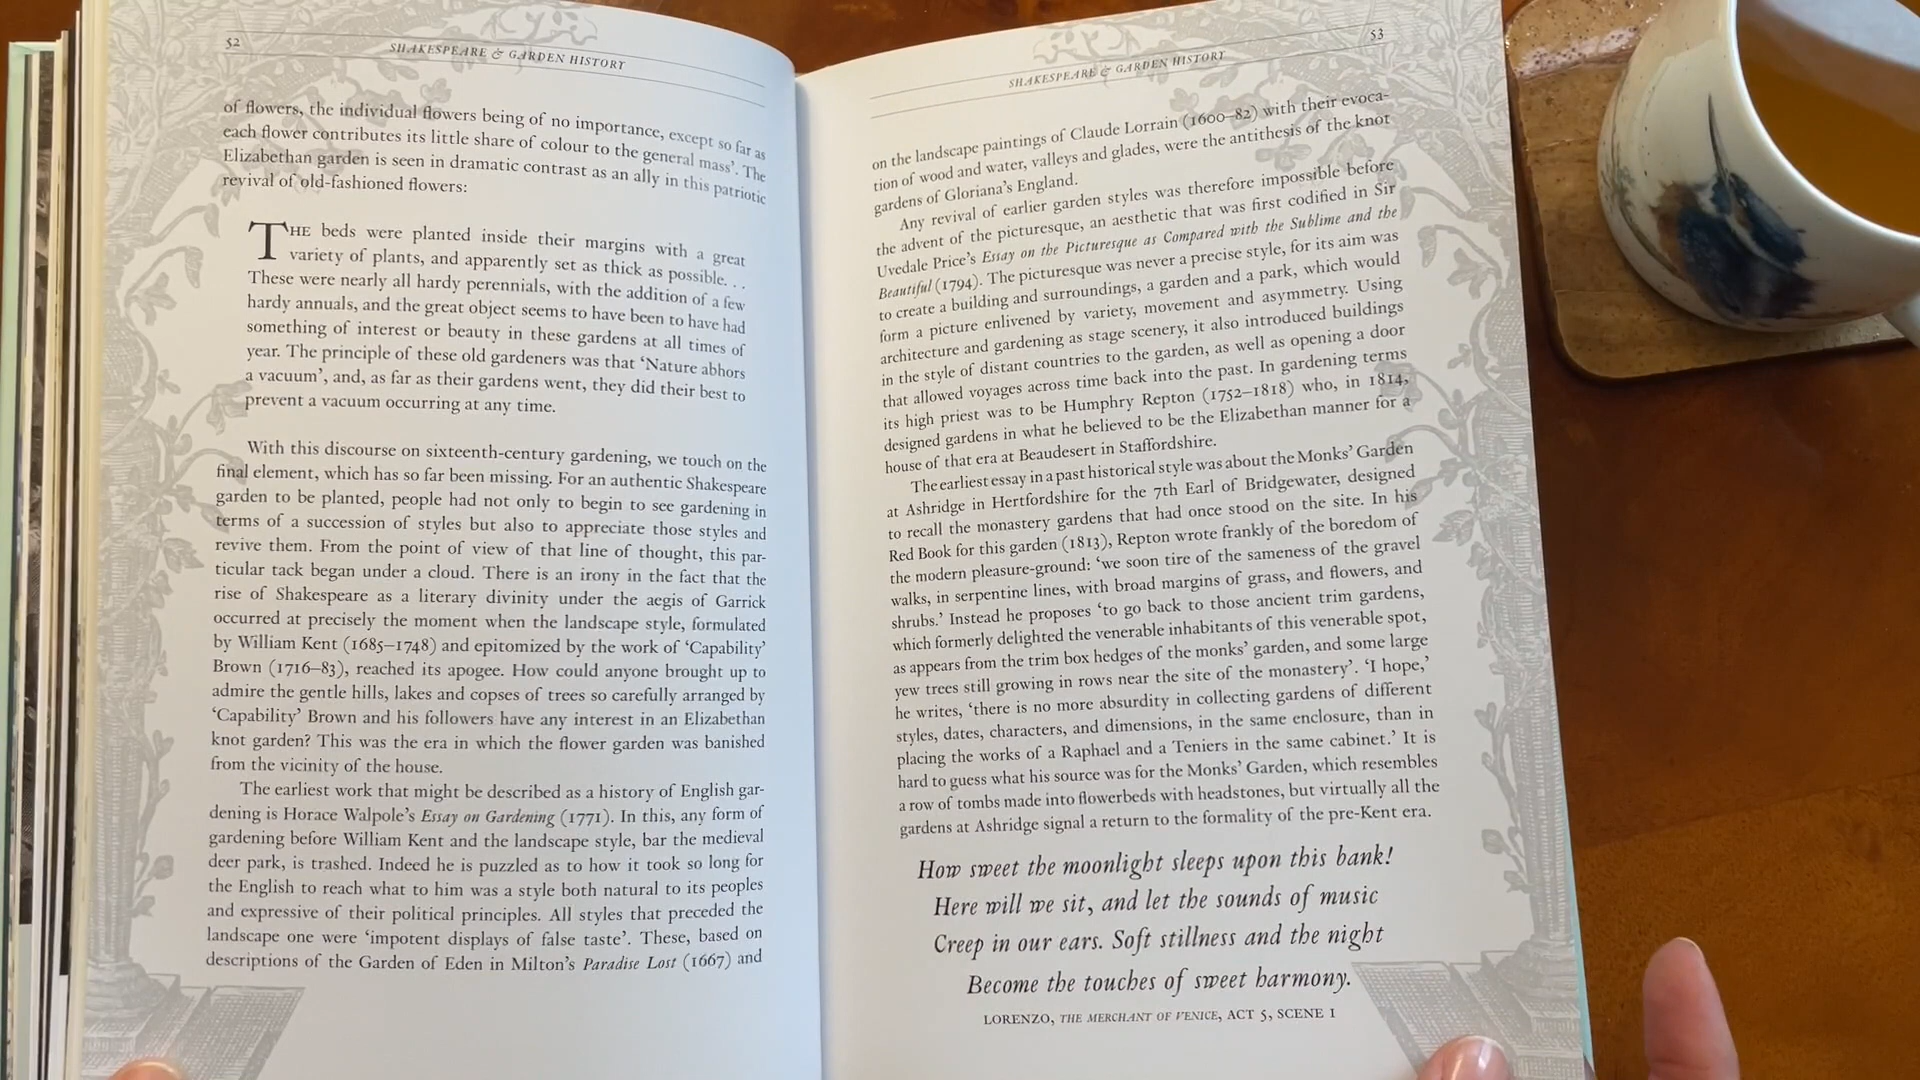 52
SHAKESPEARE & GARDEN HISTORY
of flowers, the individual flowers being of no importance, except so far as
each flower contributes its little share of colour to the general mass’. The
Elizabethan garden is seen in dramatic contrast as an ally in this patriotic
revival of old-fashioned flowers:
THE beds were planted inside their margins with a great
variety of plants, and apparently set as thick as possible. . .
These were nearly all hardy perennials, with the addition of a few
hardy annuals, and the great object seems to have been to have had
something of interest or beauty in these gardens at all times of
year. The principle of these old gardeners was that ‘Nature abhors
a vacuum’, and, as far as their gardens went, they did their best to
prevent a vacuum occurring at any time.
With this discourse on sixteenth-century gardening, we touch on the
final element, which has so far been missing. For an authentic Shakespeare
garden to be planted, people had not only to begin to see gardening in
terms of a succession of styles but also to appreciate those styles and
revive them. From the point of view of that line of thought, this par-
ticular tack began under a cloud. There is an irony in the fact that the
rise of Shakespeare as a literary divinity under the aegis of Garrick
occurred at precisely the moment when the landscape style, formulated
by William Kent (1685–1748) and epitomized by the work of ‘Capability’
Brown (1716–83), reached its apogee. How could anyone brought up to
admire the gentle hills, lakes and copses of trees so carefully arranged by
‘Capability’ Brown and his followers have any interest in an Elizabethan
knot garden? This was the era in which the flower garden was banished
from the vicinity of the house.
The earliest work that might be described as a history of English gar-
dening is Horace Walpole’s Essay on Gardening (1771). In this, any form of
gardening before William Kent and the landscape style, bar the medieval
deer park, is trashed. Indeed he is puzzled as to how it took so long for
the English to reach what to him was a style both natural to its peoples
and expressive of their political principles. All styles that preceded the
landscape one were ‘impotent displays of false taste’. These, based on
descriptions of the Garden of Eden in Milton’s Paradise Lost (1667) and
SHAKESPEARE & GARDEN HISTORY
53
on the landscape paintings of Claude Lorrain (1600–82) with their evoca-
tion of wood and water, valleys and glades, were the antithesis of the knot
gardens of Gloriana’s England.
Any revival of earlier garden styles was therefore impossible before
the advent of the picturesque, an aesthetic that was first codified in Sir
Uvedale Price’s Essay on the Picturesque as Compared with the Sublime and the
Beautiful (1794). The picturesque was never a precise style, for its aim was
to create a building and surroundings, a garden and a park, which would
form a picture enlivened by variety, movement and asymmetry. Using
architecture and gardening as stage scenery, it also introduced buildings
in the style of distant countries to the garden, as well as opening a door
that allowed voyages across time back into the past. In gardening terms
its high priest was to be Humphry Repton (1752–1818) who, in 1814,
designed gardens in what he believed to be the Elizabethan manner for a
house of that era at Beaudesert in Staffordshire.
The earliest essay in a past historical style was about the Monks’ Garden
at Ashridge in Hertfordshire for the 7th Earl of Bridgewater, designed
to recall the monastery gardens that had once stood on the site. In his
Red Book for this garden (1813), Repton wrote frankly of the boredom of
the modern pleasure-ground: ‘we soon tire of the sameness of the gravel
walks, in serpentine lines, with broad margins of grass, and flowers, and
shrubs.’ Instead he proposes ‘to go back to those ancient trim gardens,
which formerly delighted the venerable inhabitants of this venerable spot,
as appears from the trim box hedges of the monks’ garden, and some large
yew trees still growing in rows near the site of the monastery’. ‘I hope,’
he writes, ‘there is no more absurdity in collecting gardens of different
styles, dates, characters, and dimensions, in the same enclosure, than in
placing the works of a Raphael and a Teniers in the same cabinet.’ It is
hard to guess what his source was for the Monks’ Garden, which resembles
a row of tombs made into flowerbeds with headstones, but virtually all the
gardens at Ashridge signal a return to the formality of the pre-Kent era.
How sweet the moonlight sleeps upon this bank!
Here will we sit, and let the sounds of music
Creep in our ears. Soft stillness and the night
Become the touches of sweet harmony.
LORENZO, THE MERCHANT OF VENICE, ACT 5, SCENE 1